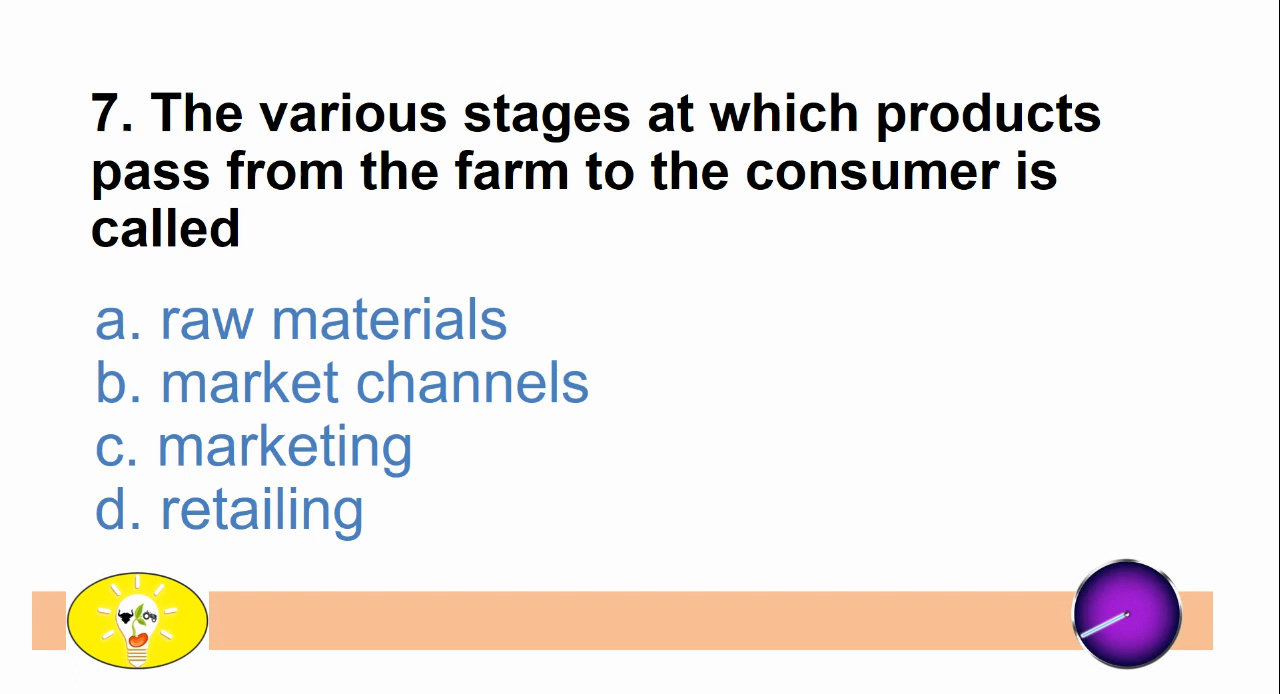 7. The various stages at which products
pass from the farm to the consumer is
called
a. raw materials
b. market channels
c. marketing
d. retailing